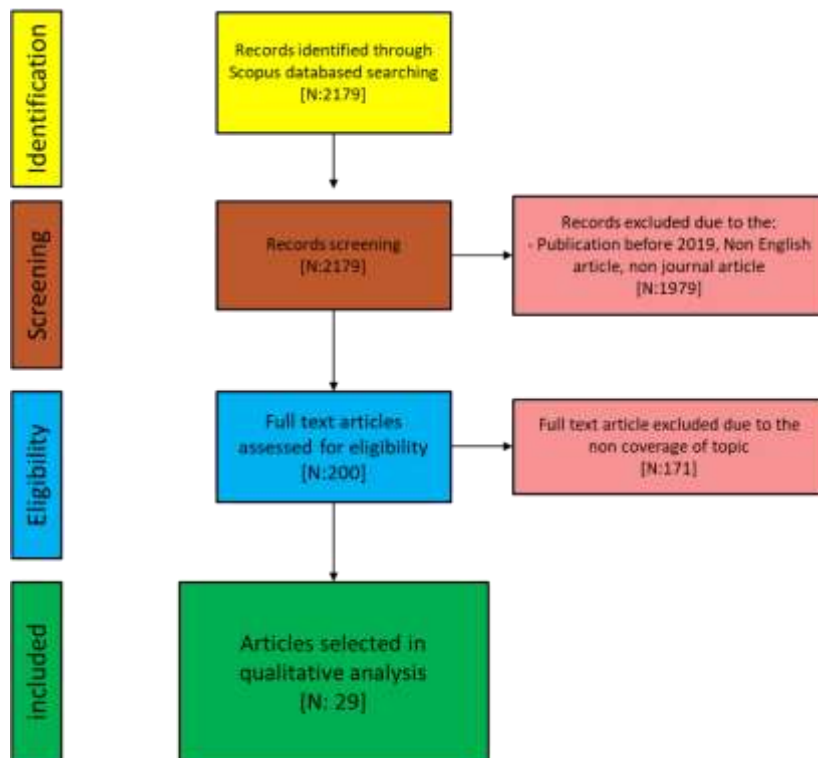 Identification
Records identified through
Scopus databased searching
[N:2179]
Screening
Records screening
[N:2179]
Records excluded due to the:
- Publication before 2019, Non English
article, non journal article
[N:1979]
Eligibility
Full text articles
assessed for eligibility
[N:200]
Full text article excluded due to the
non coverage of topic
[N:171]
included
Articles selected in
qualitative analysis
[N: 29]